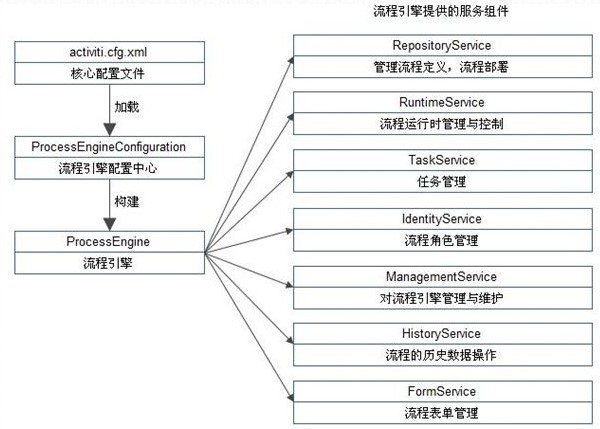 流程引擎提供的服务组件
activiti.cfg.xml
核心配置文件
加载
ProcessEngineConfiguration
流程引擎配置中心
构建
ProcessEngine
流程引擎
RepositoryService
管理流程定义，流程部署
RuntimeService
流程运行时管理与控制
TaskService
任务管理
IdentityService
流程角色管理
ManagementService
对流程引擎管理与维护
HistoryService
流程的历史数据操作
FormService
流程表单管理